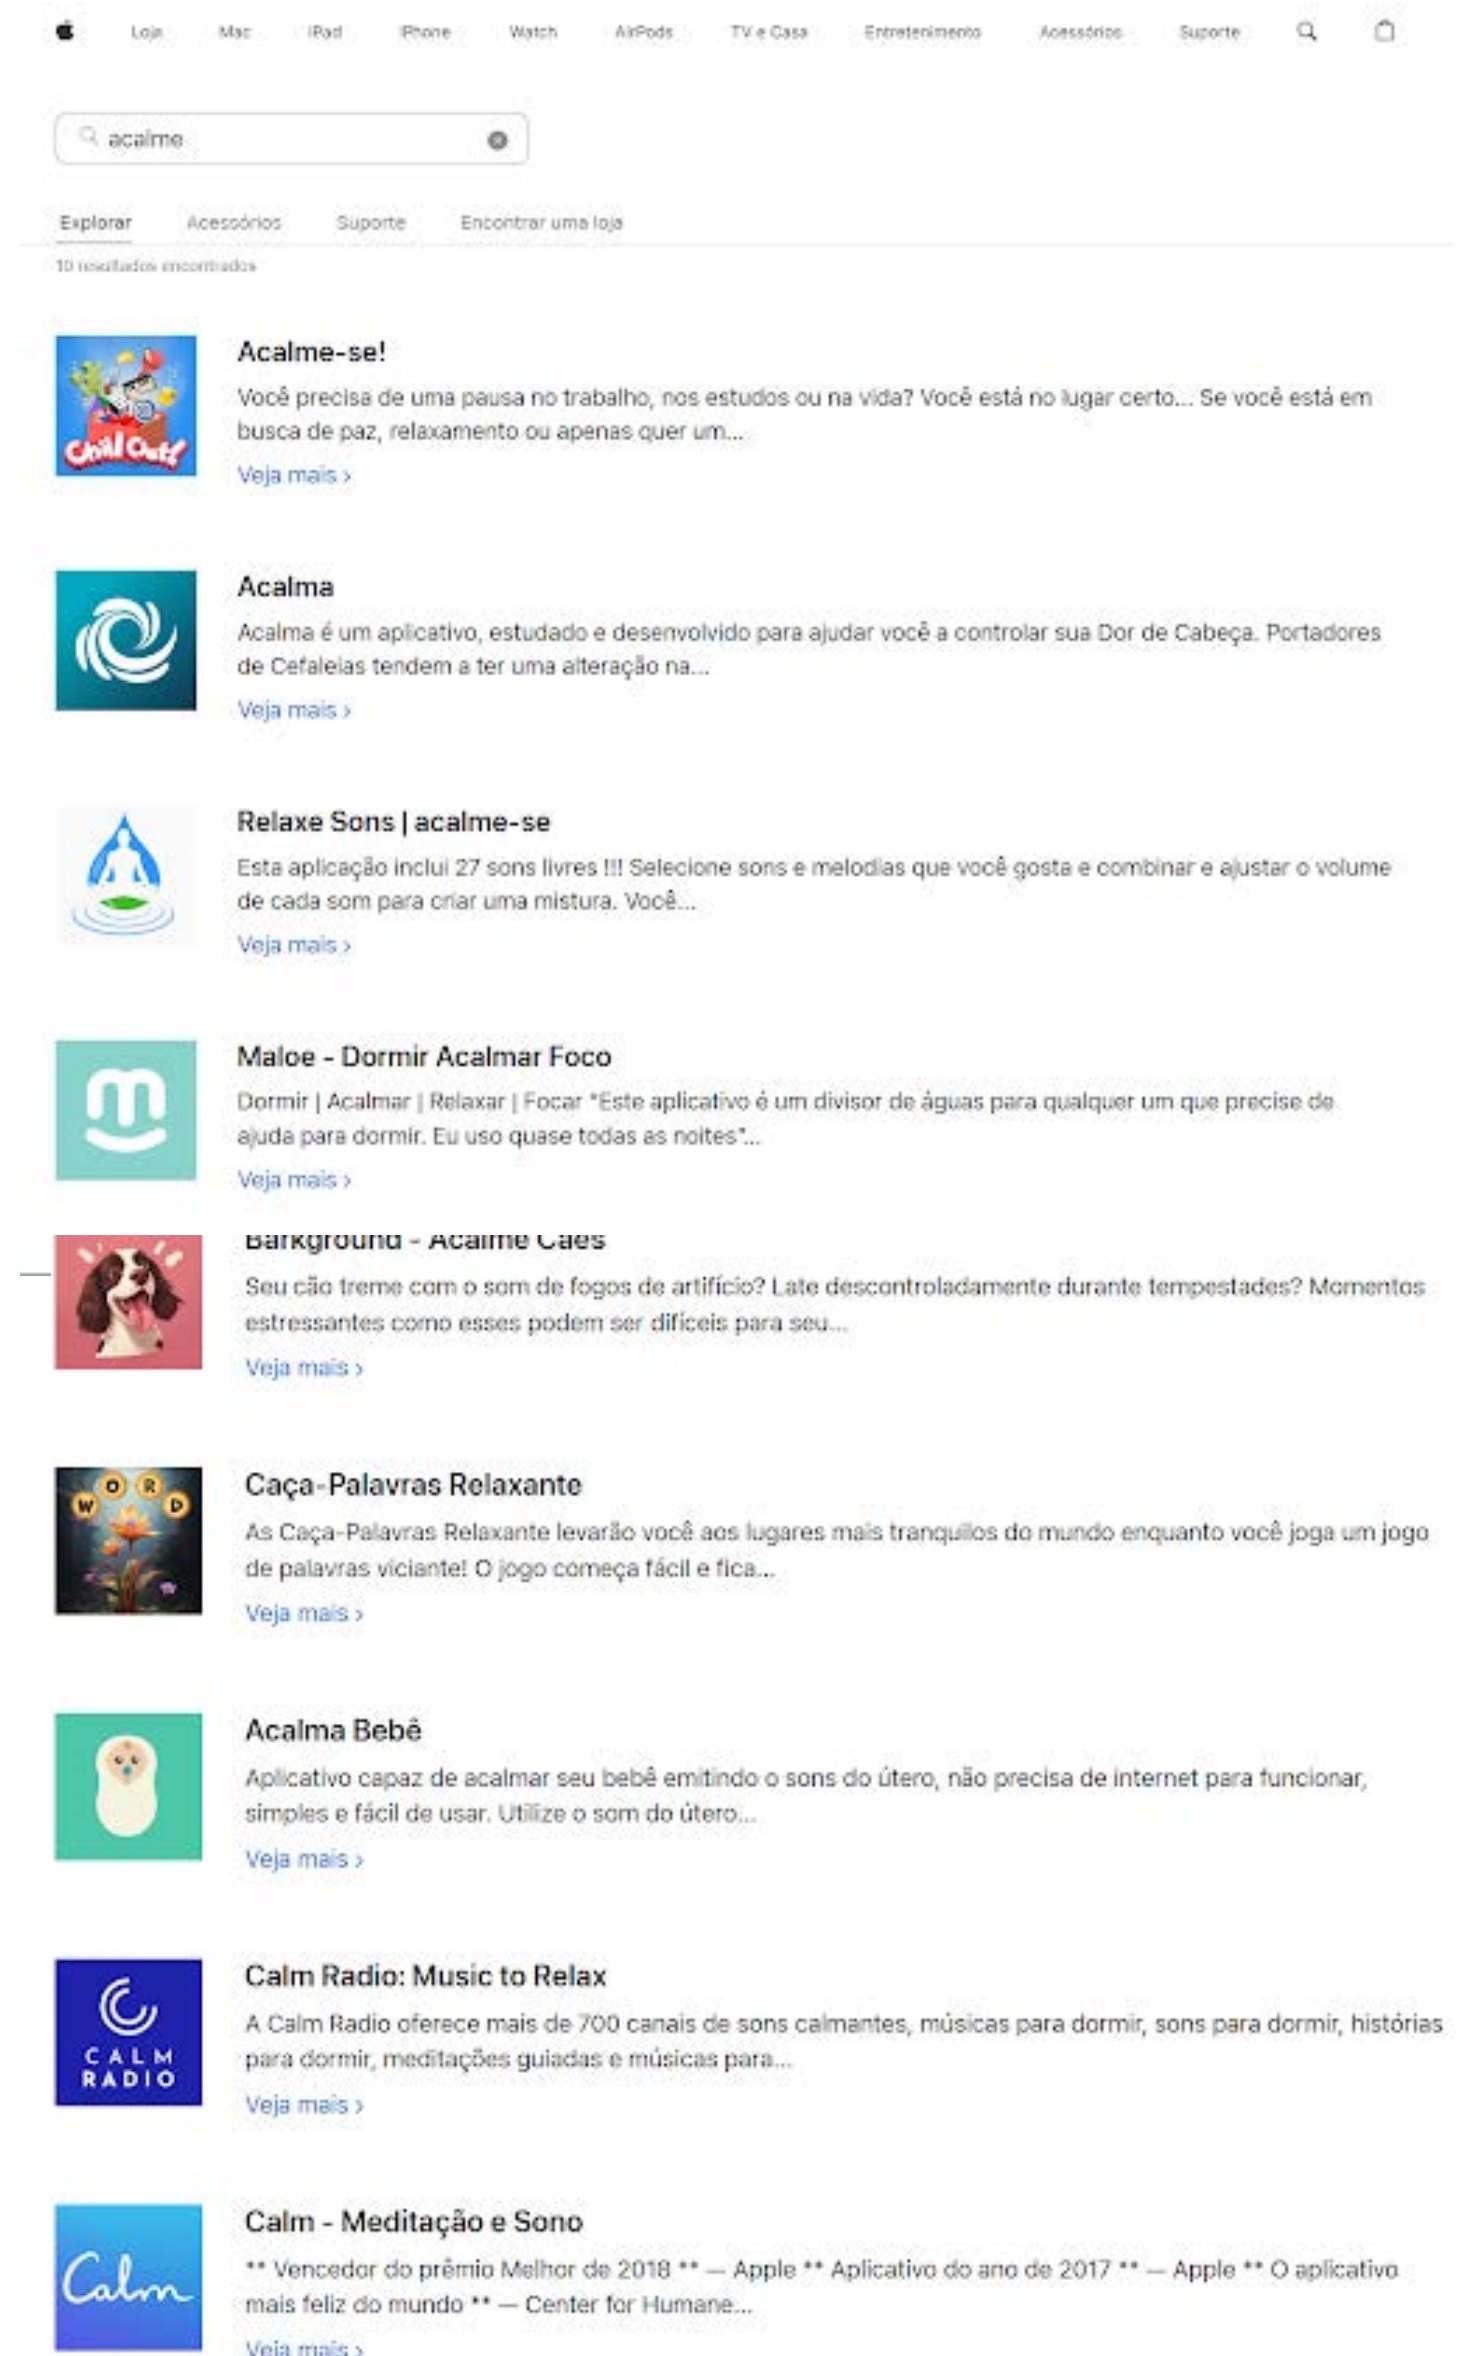 Loja Mac iPad iPhone Watch AirPods TV e Casa Entretenimento Acessórios Suporte
acalme
Explorar Acessórios Suporte Encontrar uma loja
10 resultados encontrados
Chill Out!
Acalme-se!
Você precisa de uma pausa no trabalho, nos estudos ou na vida? Você está no lugar certo... Se você está em
busca de paz, relaxamento ou apenas quer um...
Veja mais >
Acalma
Acalma é um aplicativo, estudado e desenvolvido para ajudar você a controlar sua Dor de Cabeça. Portadores
de Cefaleias tendem a ter uma alteração na...
Veja mais >
Relaxe Sons | acalme-se
Esta aplicação inclui 27 sons livres !!! Selecione sons e melodias que você gosta e combinar e ajustar o volume
de cada som para criar uma mistura. Você...
Veja mais >
m
Maloe - Dormir Acalmar Foco
Dormir | Acalmar | Relaxar | Focar "Este aplicativo é um divisor de águas para qualquer um que precise de
ajuda para dormir. Eu uso quase todas as noites"...
Veja mais >
Barkground - Acalme Cães
Seu cão treme com o som de fogos de artifício? Late descontroladamente durante tempestades? Momentos
estressantes como esses podem ser difíceis para seu...
Veja mais >
WORD
Caça-Palavras Relaxante
As Caça-Palavras Relaxante levarão você aos lugares mais tranquilos do mundo enquanto você joga um jogo
de palavras viciante! O jogo começa fácil e fica...
Veja mais >
Acalma Bebê
Aplicativo capaz de acalmar seu bebê emitindo o sons do útero, não precisa de internet para funcionar,
simples e fácil de usar. Utilize o som do útero...
Veja mais >
CALM
RADIO
Calm Radio: Music to Relax
A Calm Radio oferece mais de 700 canais de sons calmantes, músicas para dormir, sons para dormir, histórias
para dormir, meditações guiadas e músicas para...
Veja mais >
Calm
Calm - Meditação e Sono
** Vencedor do prêmio Melhor de 2018 ** — Apple ** Aplicativo do ano de 2017 ** — Apple ** O aplicativo
mais feliz do mundo ** — Center for Humane...
Veja mais >